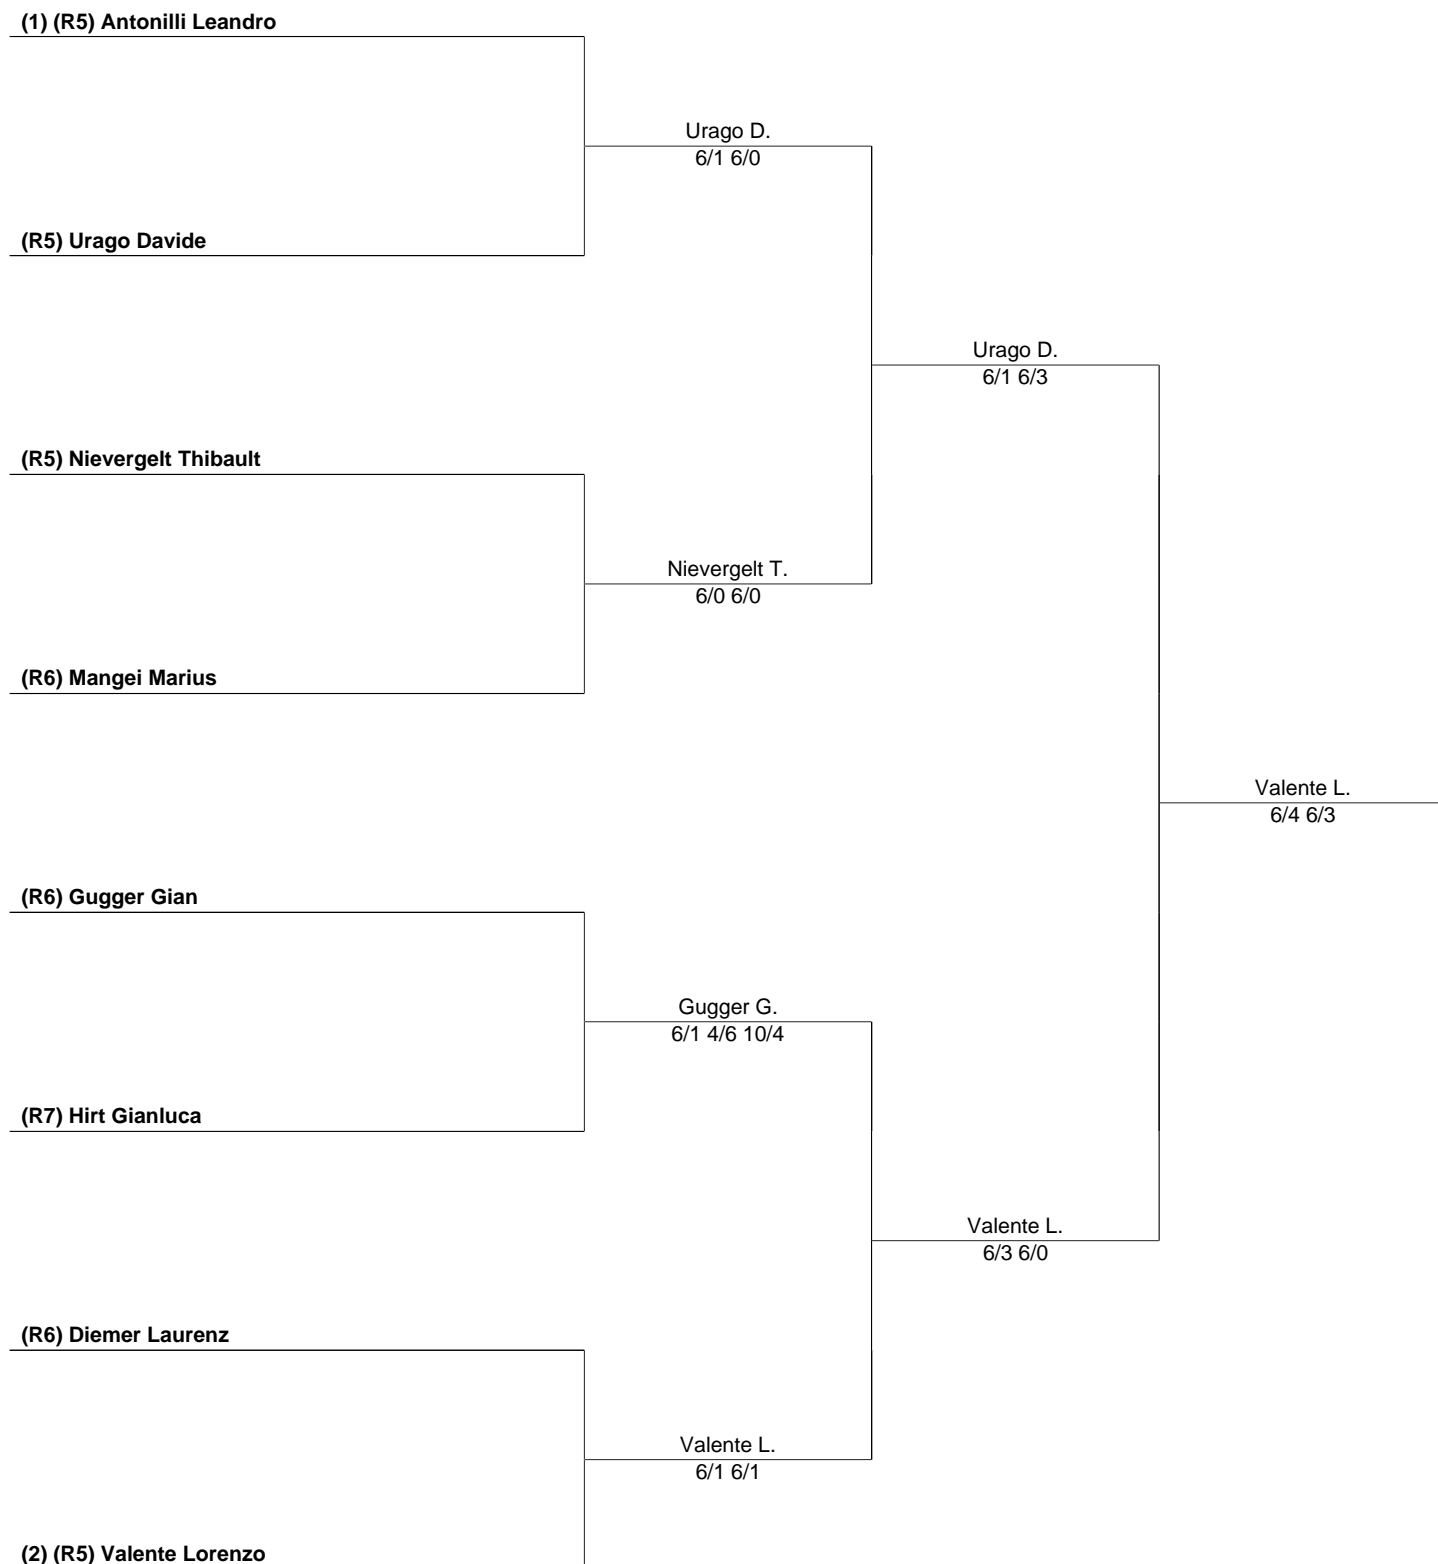 (1) (R5) Antonilli Leandro
Urago D.
6/1 6/0
(R5) Urago Davide
Urago D.
6/1 6/3
(R5) Nievergelt Thibault
Nievergelt T.
6/0 6/0
(R6) Mangei Marius
Valente L.
6/4 6/3
(R6) Gugger Gian
Gugger G.
6/1 4/6 10/4
(R7) Hirt Gianluca
Valente L.
6/3 6/0
(R6) Diemer Laurenz
Valente L.
6/1 6/1
(2) (R5) Valente Lorenzo